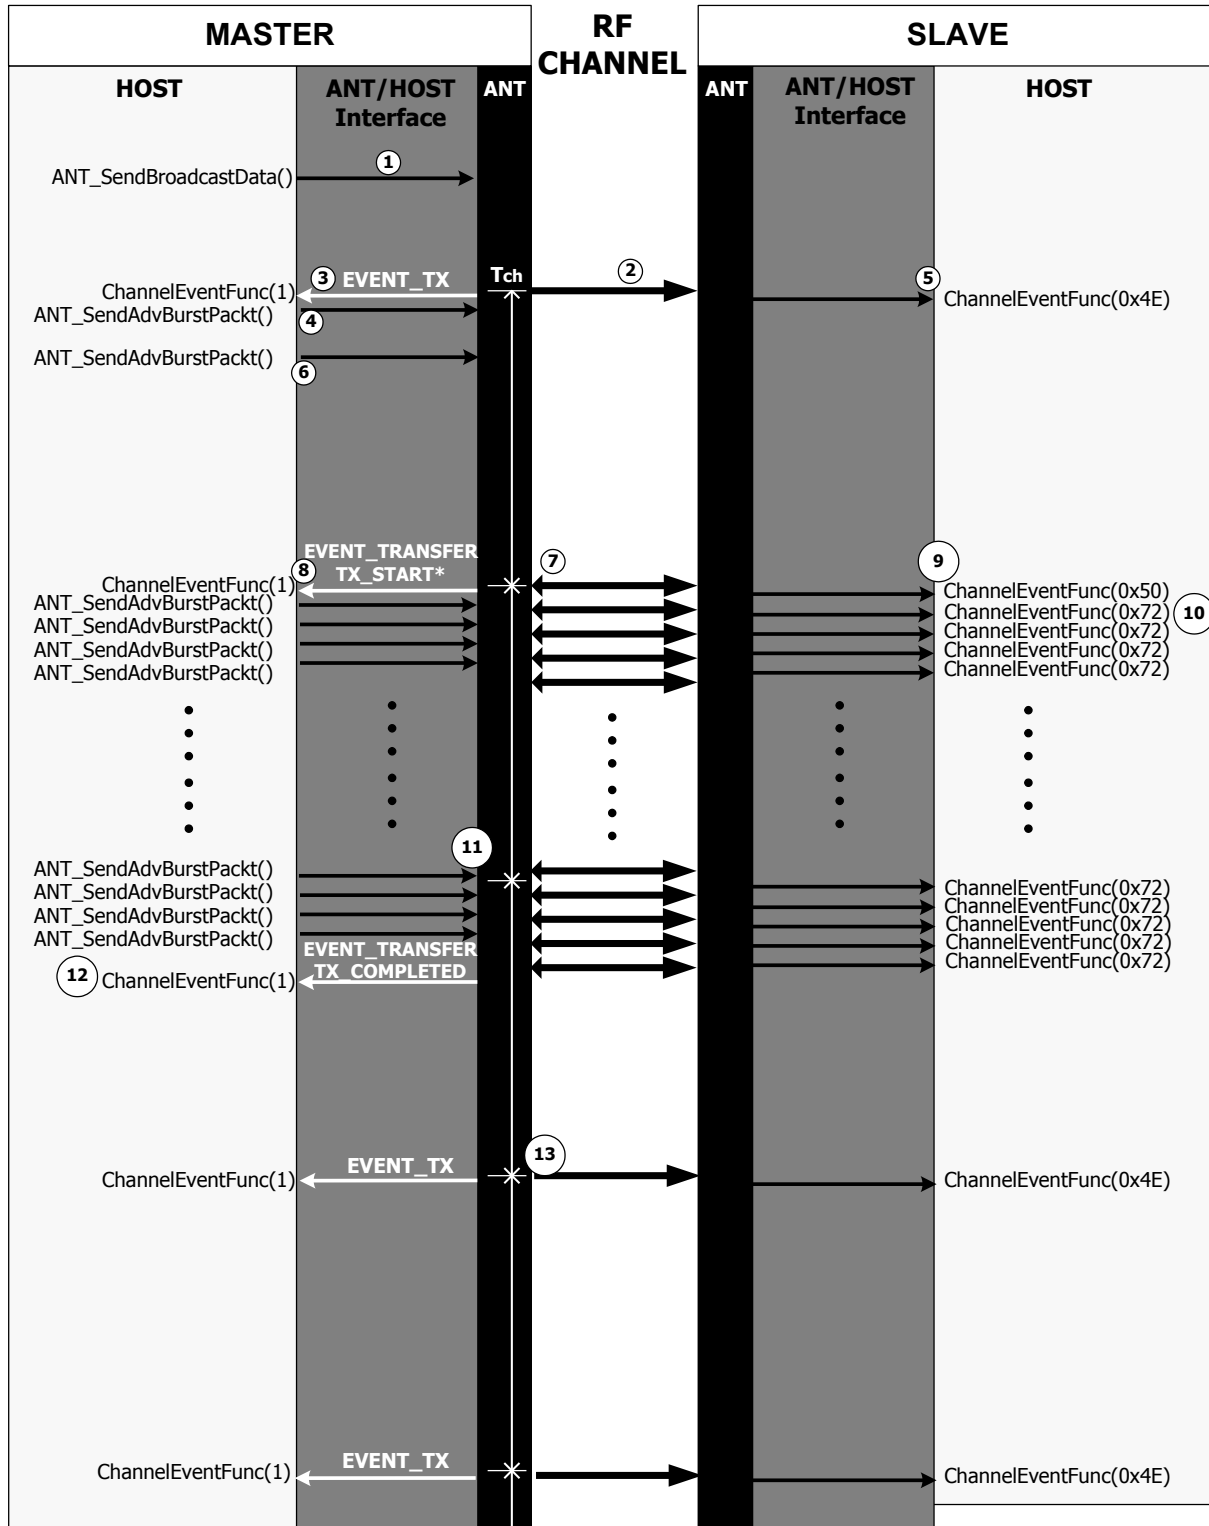 MASTER
RF
CHANNEL
SLAVE
HOST
ANT/HOST
Interface
ANT
ANT
ANT/HOST
Interface
HOST
1
ANT_SendBroadcastData()
3
EVENT_TX
Tch
2
5
ChannelEventFunc(1)
ChannelEventFunc(0x4E)
ANT_SendAdvBurstPackt()
4
ANT_SendAdvBurstPackt()
6
EVENT_TRANSFER
TX_START*
7
9
8
ChannelEventFunc(1)
ChannelEventFunc(0x50)
ANT_SendAdvBurstPackt()
ChannelEventFunc(0x72)
10
ANT_SendAdvBurstPackt()
ChannelEventFunc(0x72)
ANT_SendAdvBurstPackt()
ChannelEventFunc(0x72)
ANT_SendAdvBurstPackt()
ChannelEventFunc(0x72)
11
ANT_SendAdvBurstPackt()
ChannelEventFunc(0x72)
ANT_SendAdvBurstPackt()
ChannelEventFunc(0x72)
ANT_SendAdvBurstPackt()
ChannelEventFunc(0x72)
ANT_SendAdvBurstPackt()
ChannelEventFunc(0x72)
EVENT_TRANSFER
TX_COMPLETED
ChannelEventFunc(0x72)
12
ChannelEventFunc(1)
13
EVENT_TX
ChannelEventFunc(1)
ChannelEventFunc(0x4E)
EVENT_TX
ChannelEventFunc(1)
ChannelEventFunc(0x4E)